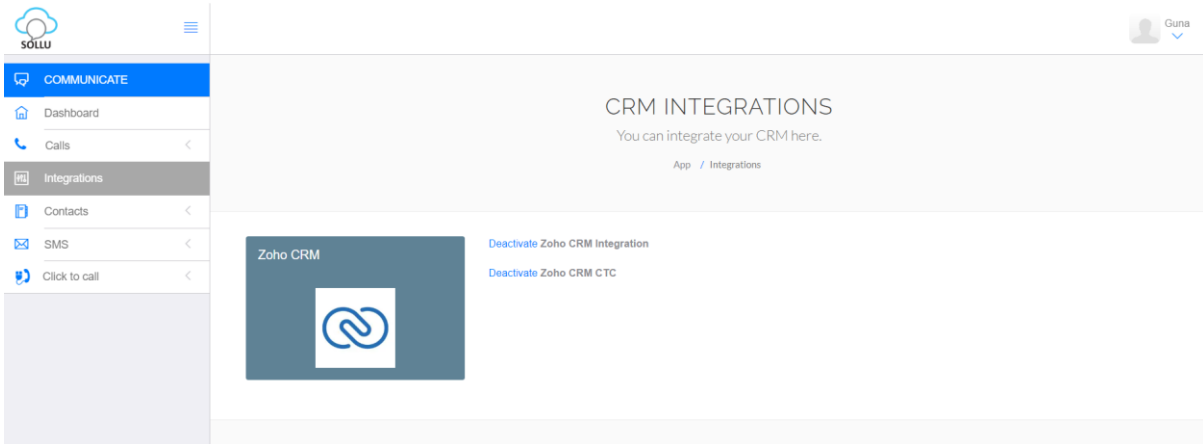 SOLLU
Guna
COMMUNICATE
Dashboard
Calls
Integrations
Contacts
SMS
Click to call
CRM INTEGRATIONS
You can integrate your CRM here.
App / Integrations
Zoho CRM
Deactivate Zoho CRM Integration
Deactivate Zoho CRM CTC